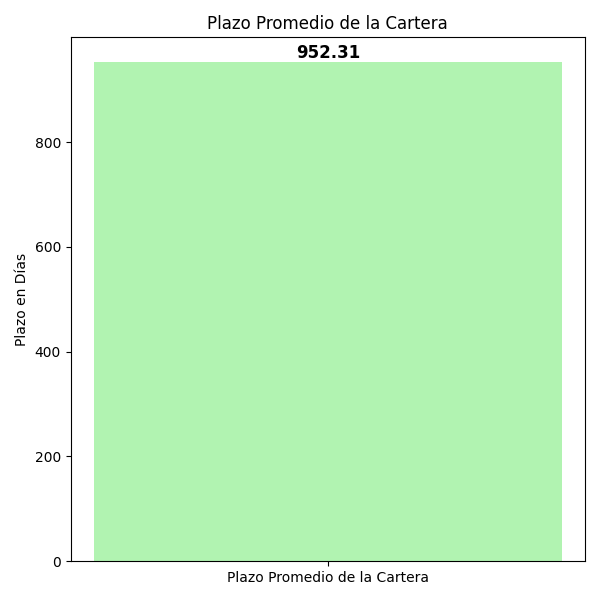 Plazo Promedio de la Cartera
952.31
800
600
400
200
0
Plazo en Días
Plazo Promedio de la Cartera